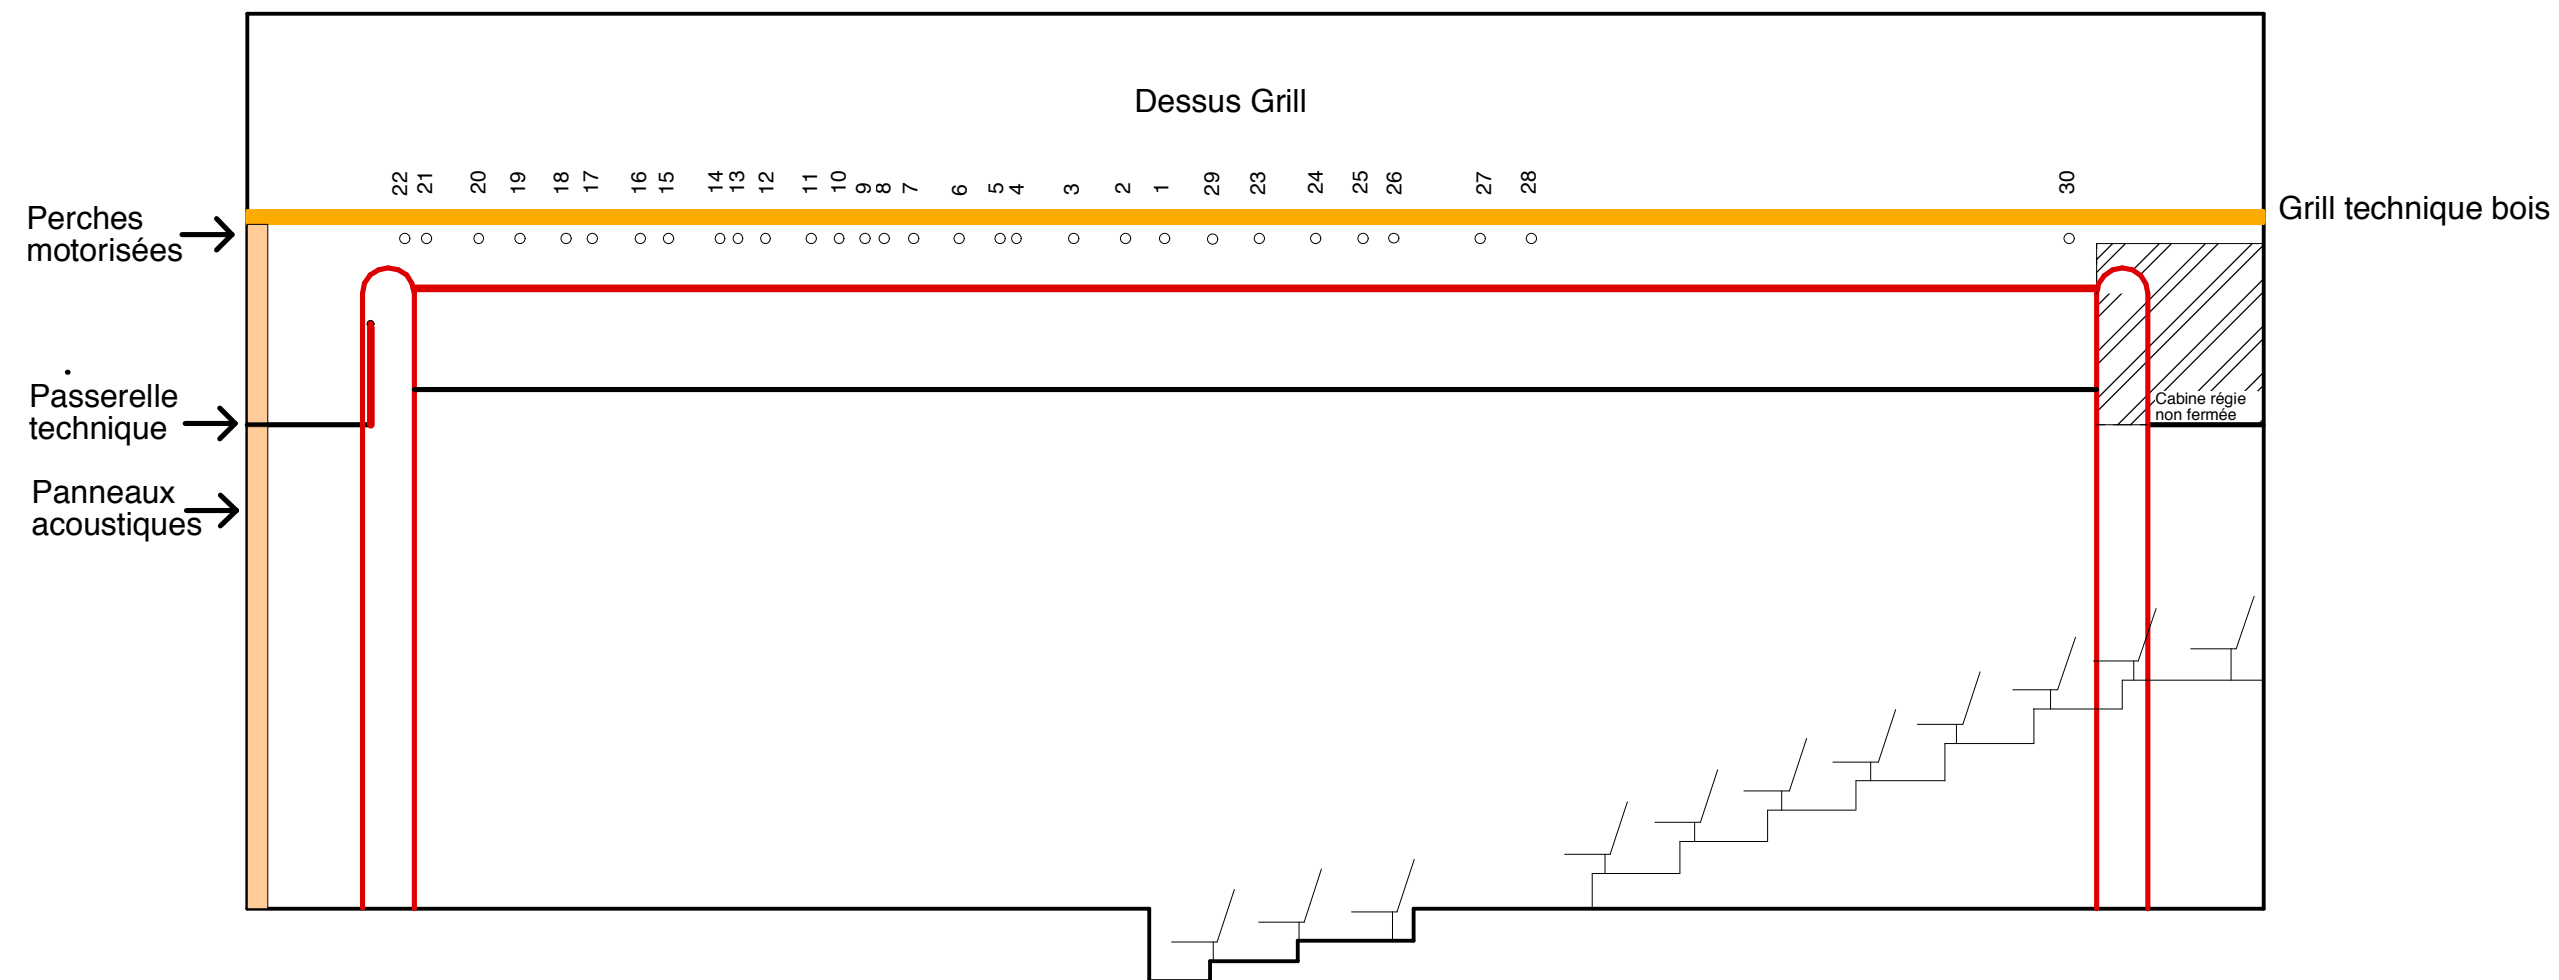 Dessus Grill
22 21 20 19 18 17 16 15 14 13 12 11 10 9 8 7 6 5 4 3 2 1 29 23 24 25 26 27 28 30
Grill technique bois
Perches
motorisées
Passerelle
technique
Cabine régie
non fermée
Panneaux
acoustiques